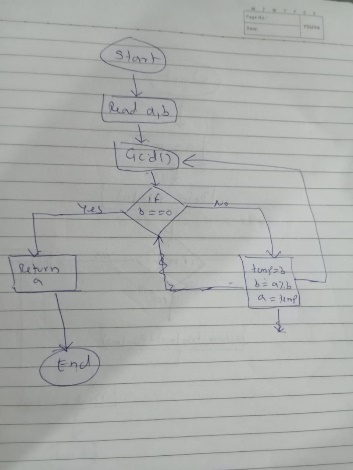 Start
Read a,b
Gcd()
if
b==0
Yes
No
Return
a
temp=b
b=a%b
a=temp
End